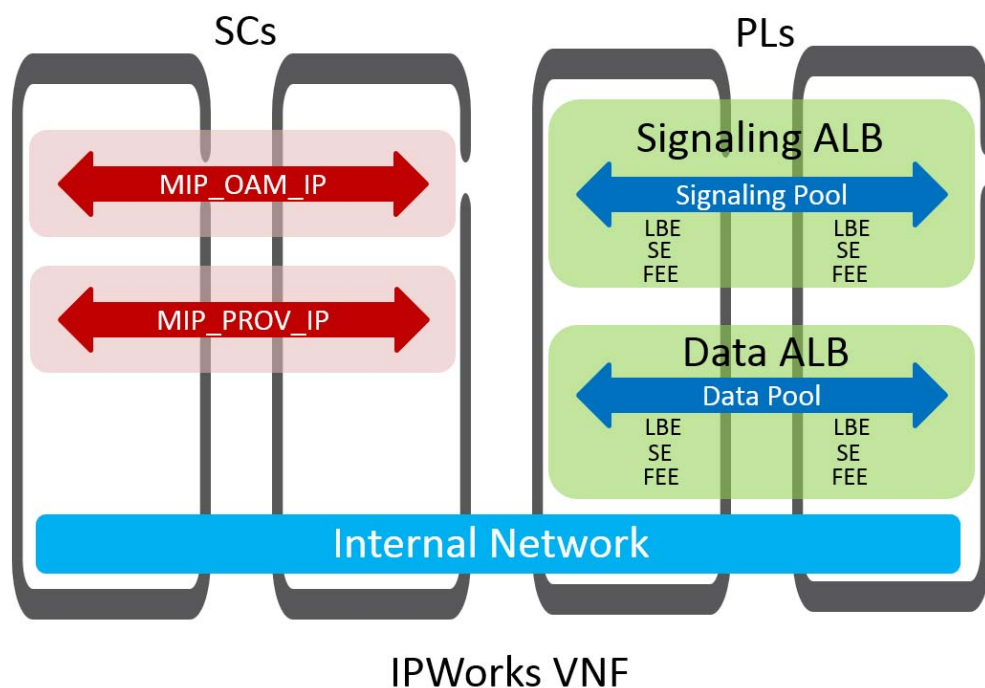 SCs
PLs
MIP_OAM_IP
MIP_PROV_IP
Signaling ALB
Signaling Pool
LBE LBE
SE SE
FEE FEE
Data ALB
Data Pool
LBE LBE
SE SE
FEE FEE
Internal Network
IPWorks VNF